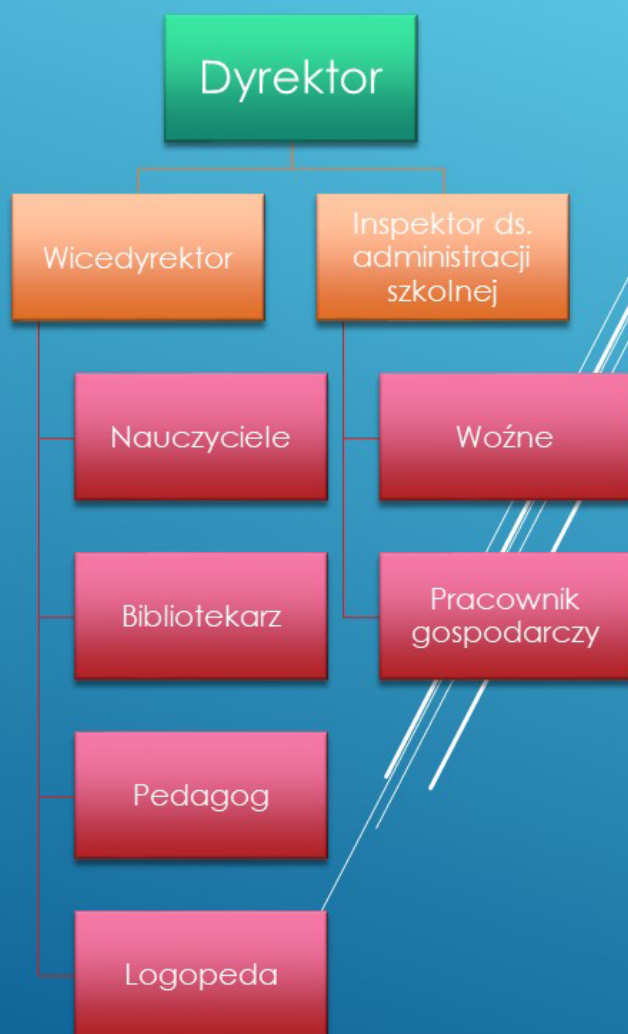 Dyrektor
Wicedyrektor
Inspektor ds.
administracji
szkolnej
Nauczyciele
Bibliotekarz
Pedagog
Logopeda
Woźne
Pracownik
gospodarczy